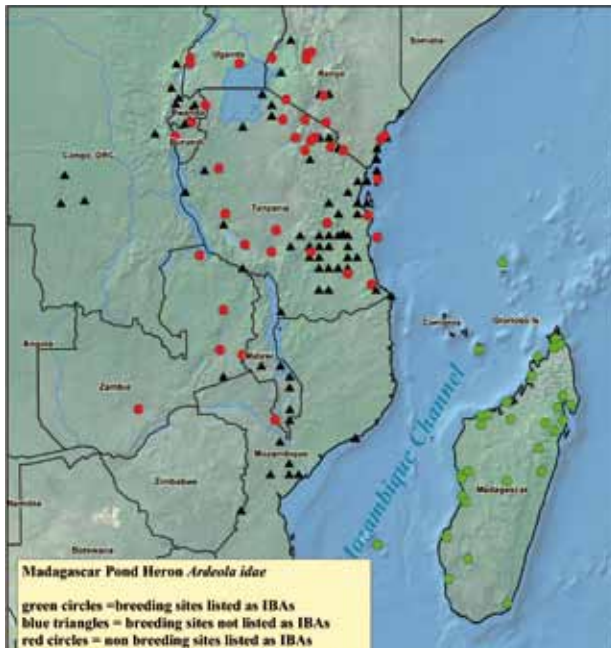 Somalia
Uganda
Kenya
Rwanda
Burundi
Congo, DRC
Tanzania
Comoros
Glorioso Is
Angola
Malawi
Zambia
Mozambique Channel
Mozambique
Madagascar
Zimbabwe
Namibia
Botswana
Madagascar Pond Heron Ardeola idae
green circles =breeding sites listed as IBAs
blue triangles = breeding sites not listed as IBAs
red circles = non breeding sites listed as IBAs